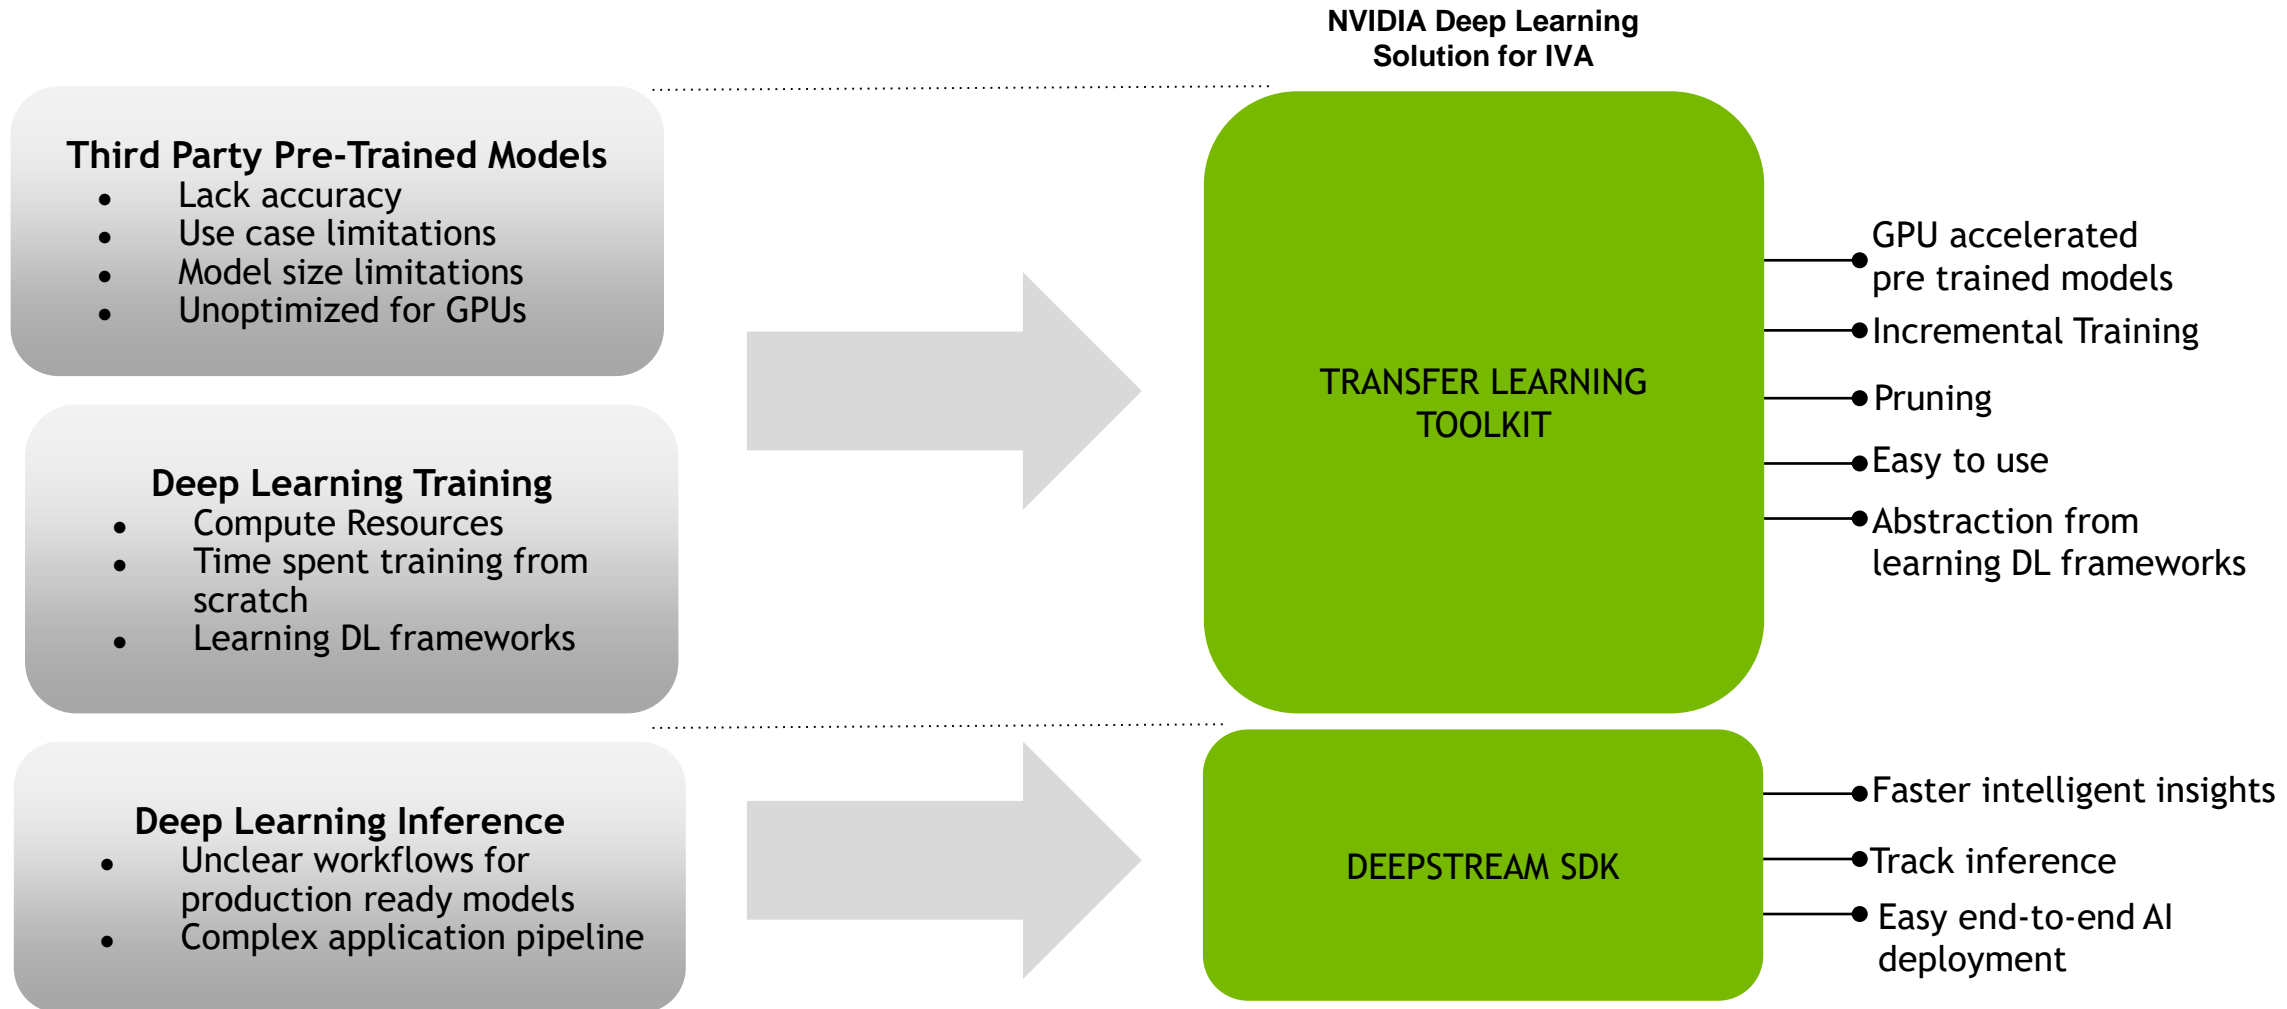 NVIDIA Deep Learning
Solution for IVA
Third Party Pre-Trained Models
● Lack accuracy
● Use case limitations
● Model size limitations
● Unoptimized for GPUs
Deep Learning Training
● Compute Resources
● Time spent training from
scratch
● Learning DL frameworks
Deep Learning Inference
● Unclear workflows for
production ready models
● Complex application pipeline
TRANSFER LEARNING
TOOLKIT
GPU accelerated
pre trained models
Incremental Training
Pruning
Easy to use
Abstraction from
learning DL frameworks
DEEPSTREAM SDK
Faster intelligent insights
Track inference
Easy end-to-end AI
deployment